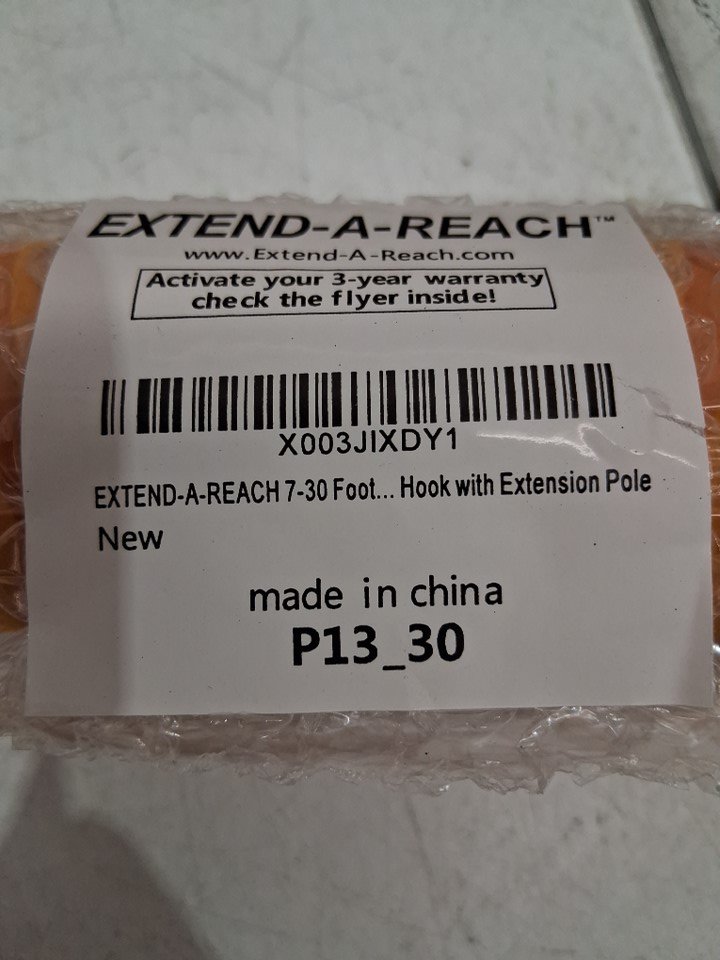 EXTEND-A-REACH™
www.Extend-A-Reach.com
Activate your 3-year warranty
check the flyer inside!
X003JIXDY1
EXTEND-A-REACH 7-30 Foot... Hook with Extension Pole
New
made in china
P13_30